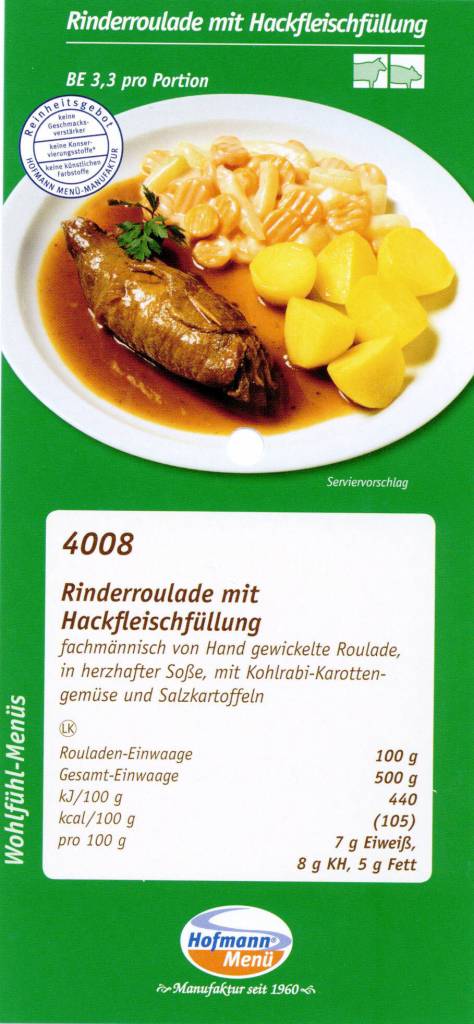 Rinderroulade mit Hackfleischfüllung
BE 3,3 pro Portion
Reinheitsgebot
keine
Geschmacks-
verstärker
keine Konser-
vierungsstoffe*
keine künstlichen
Farbstoffe
HOFMANN MENÜ-MANUFAKTUR
Serviervorschlag
4008
Rinderroulade mit
Hackfleischfüllung
fachmännisch von Hand gewickelte Roulade,
in herzhafter Soße, mit Kohlrabi-Karotten-
gemüse und Salzkartoffeln
LK
Rouladen-Einwaage 100 g
Gesamt-Einwaage 500 g
kJ/100 g 440
kcal/100 g (105)
pro 100 g 7 g Eiweiß,
8 g KH, 5 g Fett
Wohlfühl-Menüs
Hofmann®
Menü
Manufaktur seit 1960